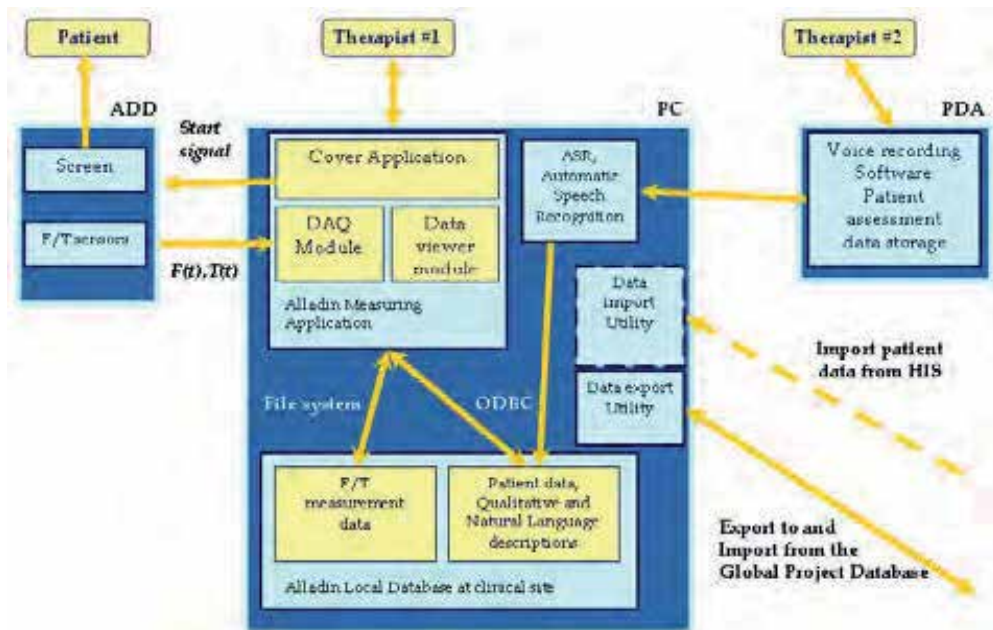 Patient
Therapist #1
Therapist #2
ADD
PC
PDA
Start
signal
Screen
F/T sensors
F(t),T(t)
Cover Application
DAQ
Module
Data
viewer
module
Alladin Measuring
Application
ASR,
Automatic
Speech
Recognition
Voice recording
Software
Patient
assessment
data storage
Data
import
Utility
Data export
Utility
Import patient
data from HIS
File system
ODBC
F/T
measurement
data
Patient data,
Qualitative and
Natural Language
descriptions
Alladin Local Database at clinical site
Export to and
Import from the
Global Project Database